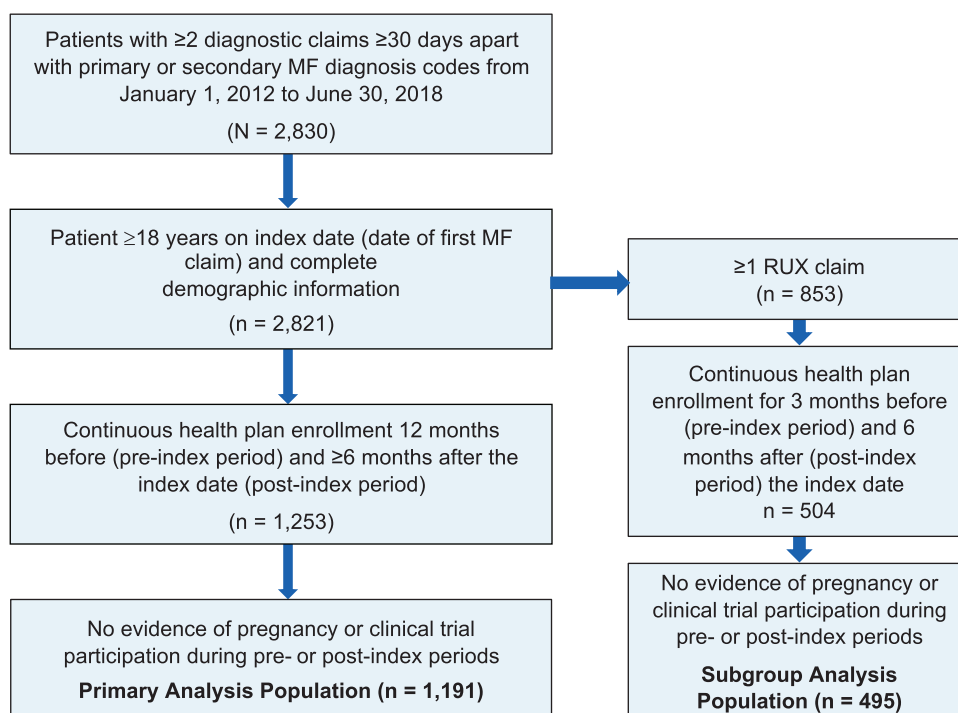 Patients with ≥2 diagnostic claims ≥30 days apart
with primary or secondary MF diagnosis codes from
January 1, 2012 to June 30, 2018
(N = 2,830)
Patient ≥18 years on index date (date of first MF
claim) and complete
demographic information
(n = 2,821)
≥1 RUX claim
(n = 853)
Continuous health plan enrollment 12 months
before (pre-index period) and ≥6 months after the
index date (post-index period)
(n = 1,253)
Continuous health plan
enrollment for 3 months before
(pre-index period) and 6
months after (post-index
period) the index date
n = 504
No evidence of pregnancy or clinical trial
participation during pre- or post-index periods
Primary Analysis Population (n = 1,191)
No evidence of pregnancy or
clinical trial participation during
pre- or post-index periods
Subgroup Analysis
Population (n = 495)